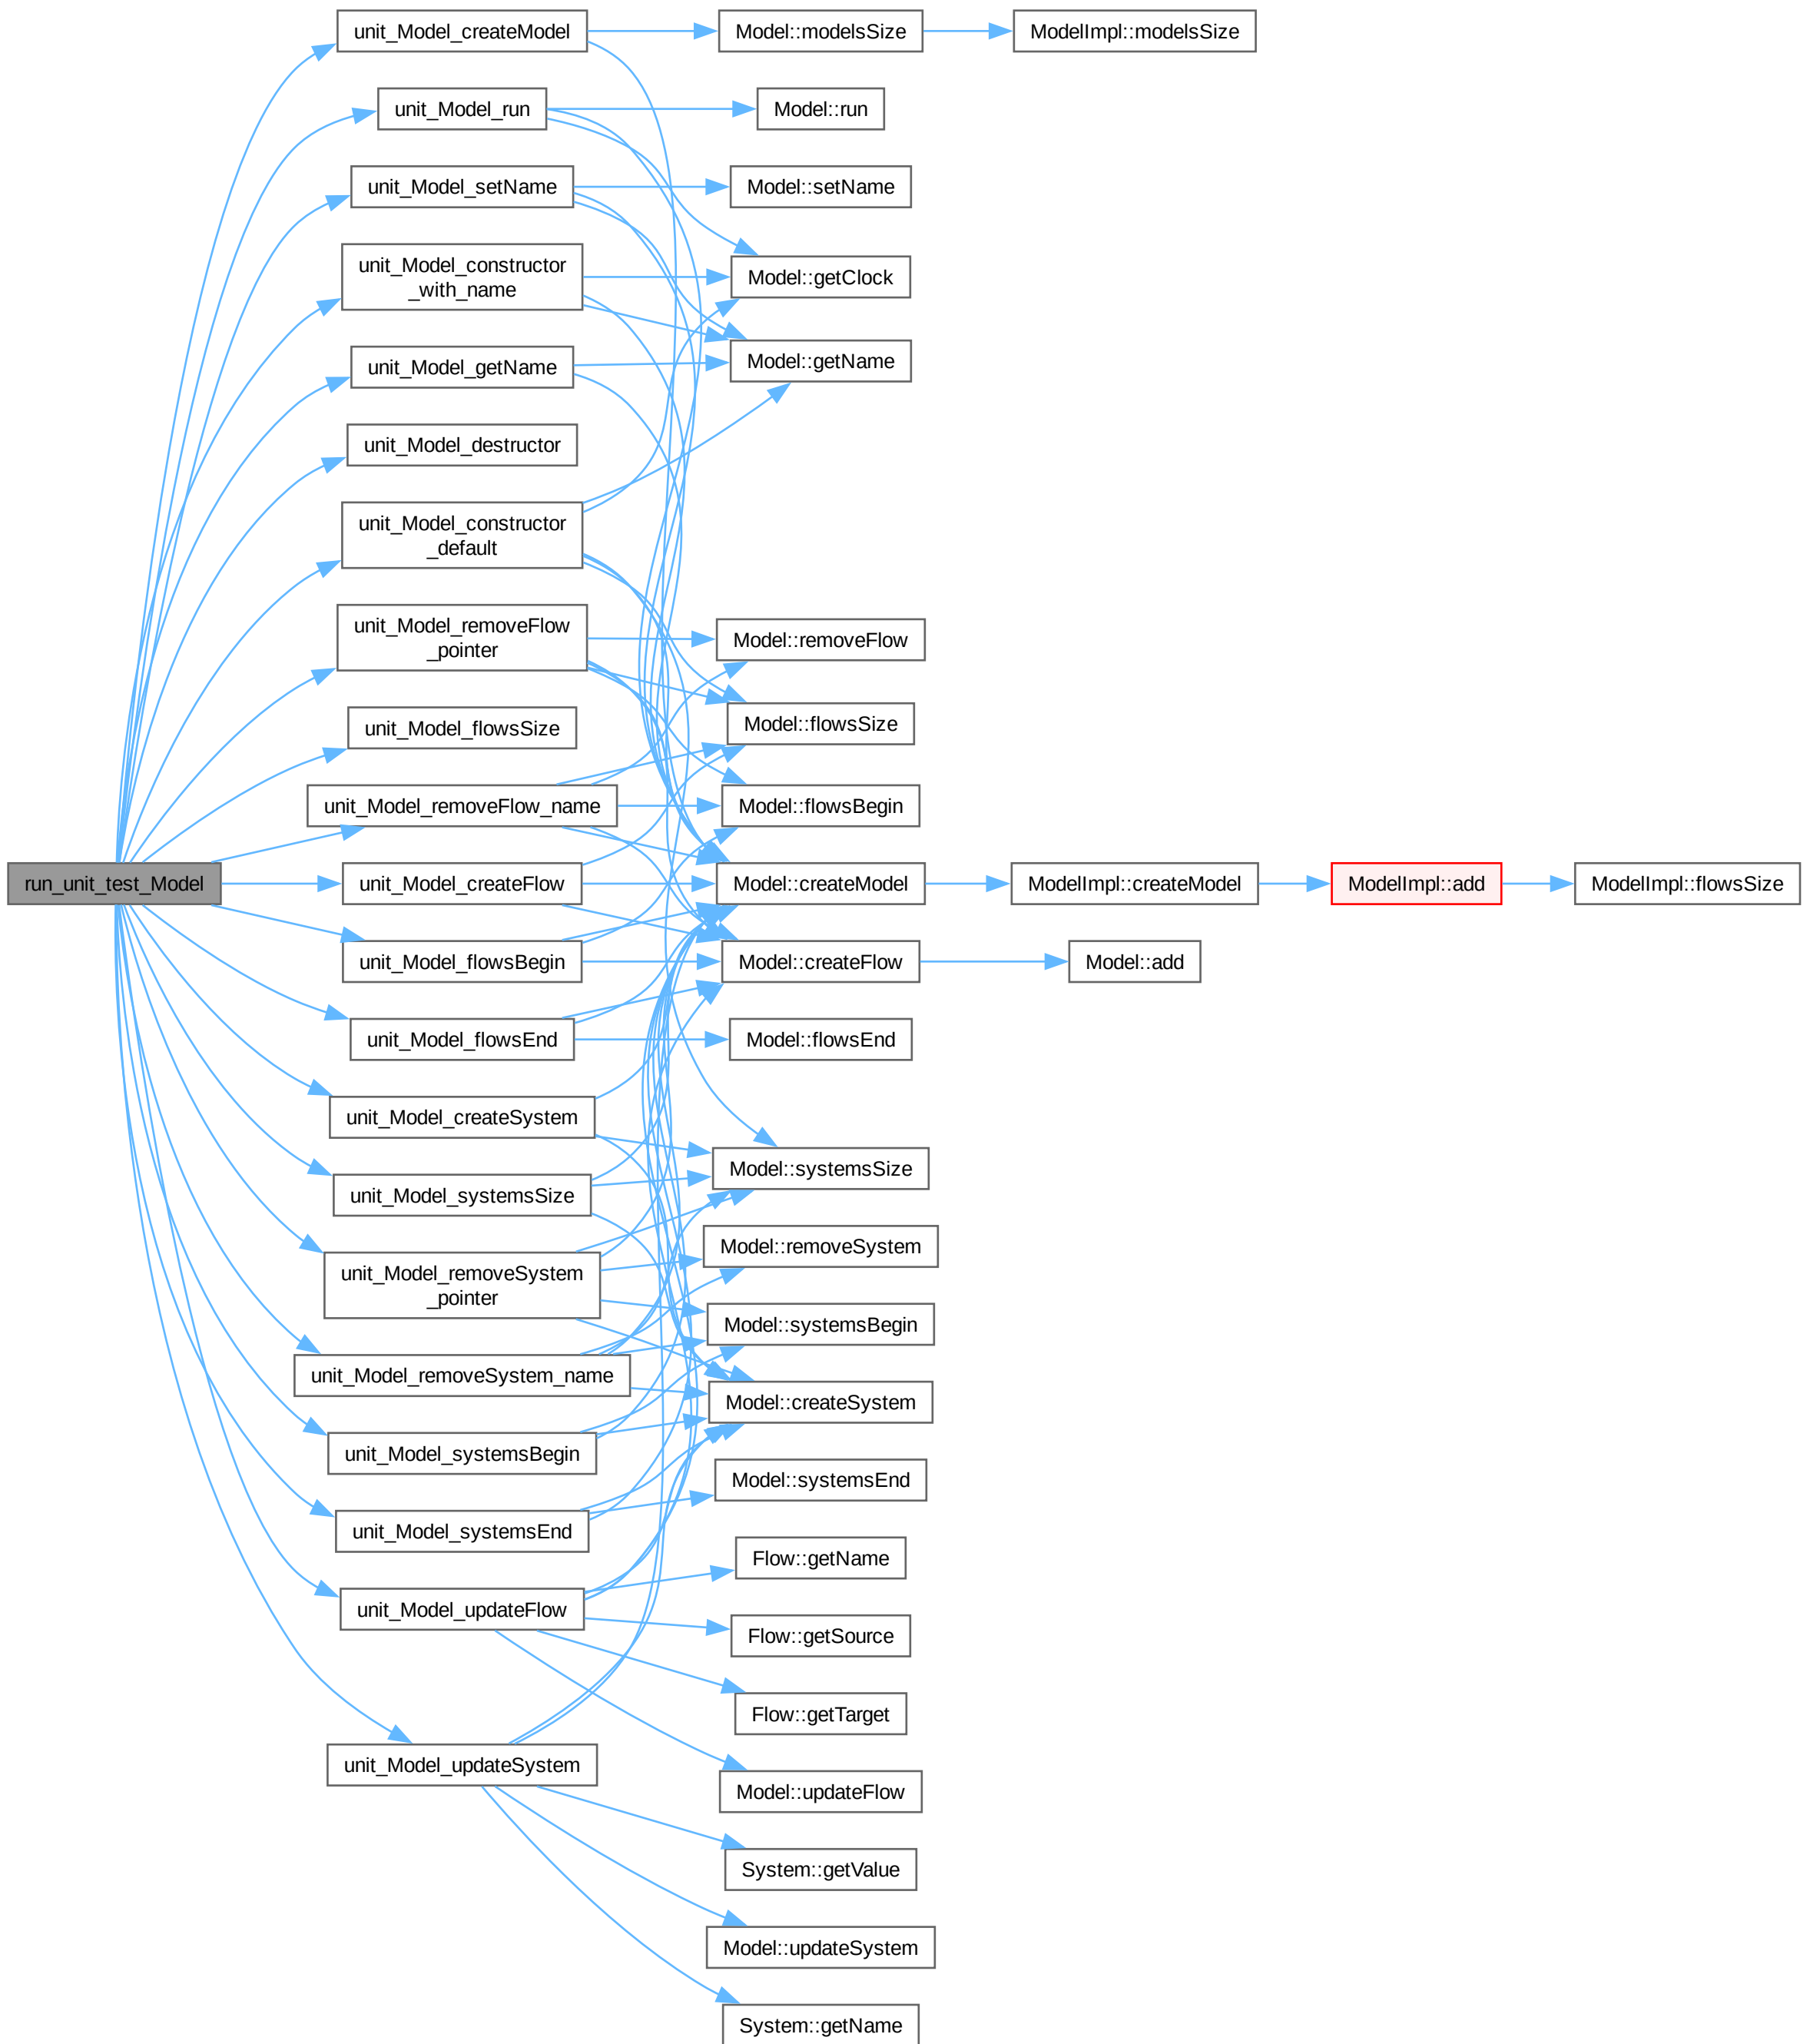 run_unit_test_Model
unit_Model_createModel
unit_Model_run
unit_Model_setName
unit_Model_constructor
_with_name
unit_Model_getName
unit_Model_destructor
unit_Model_constructor
_default
unit_Model_removeFlow
_pointer
unit_Model_flowsSize
unit_Model_removeFlow_name
unit_Model_createFlow
unit_Model_flowsBegin
unit_Model_flowsEnd
unit_Model_createSystem
unit_Model_systemsSize
unit_Model_removeSystem
_pointer
unit_Model_removeSystem_name
unit_Model_systemsBegin
unit_Model_systemsEnd
unit_Model_updateFlow
unit_Model_updateSystem
Model::modelsSize
Model::run
Model::setName
Model::getClock
Model::getName
Model::removeFlow
Model::flowsSize
Model::flowsBegin
Model::createModel
Model::createFlow
Model::flowsEnd
Model::systemsSize
Model::removeSystem
Model::systemsBegin
Model::createSystem
Model::systemsEnd
Flow::getName
Flow::getSource
Flow::getTarget
Model::updateFlow
System::getValue
Model::updateSystem
System::getName
ModelImpl::modelsSize
ModelImpl::createModel
Model::add
ModelImpl::add
ModelImpl::flowsSize